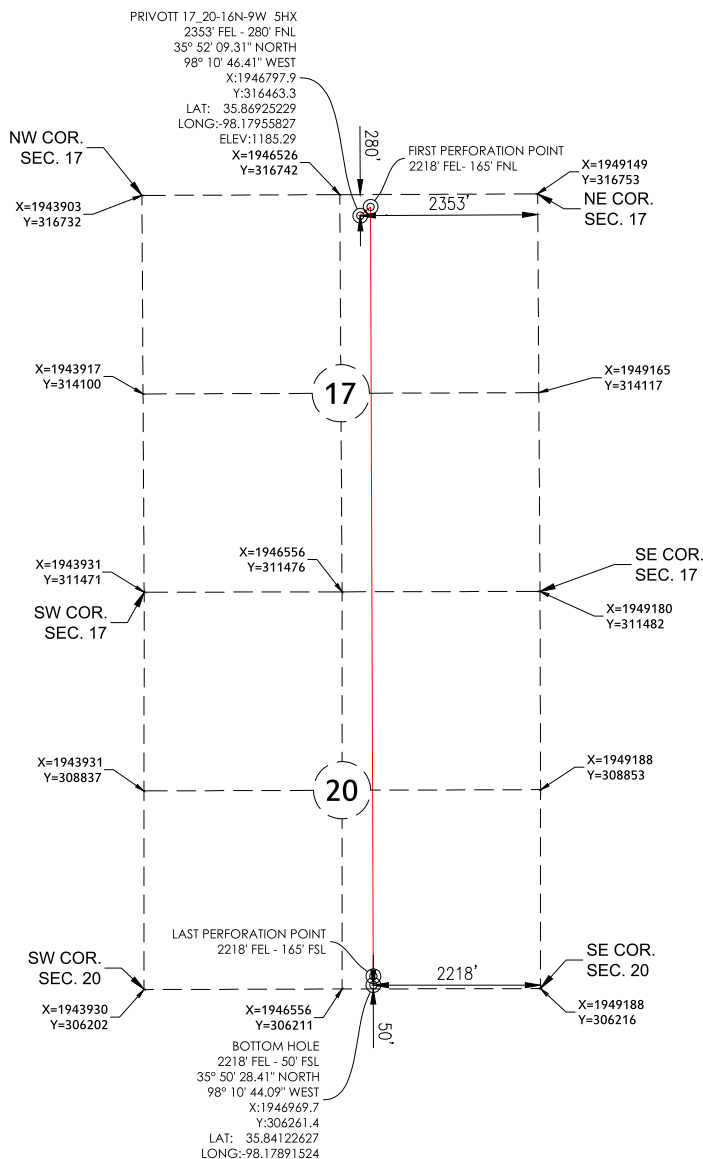 PRIVOTT 17_20-16N-9W 5HX
2353' FEL - 280' FNL
35° 52' 09.31" NORTH
98° 10' 46.41" WEST
X:1946797.9
Y:316463.3
LAT: 35.86925229
LONG:-98.17955827
ELEV:1185.29
X=1946526
Y=316742
NW COR.
SEC. 17
X=1943903
Y=316732
280'
FIRST PERFORATION POINT
2218' FEL- 165' FNL
2353'
X=1949149
Y=316753
NE COR.
SEC. 17
X=1943917
Y=314100
17
X=1949165
Y=314117
X=1943931
Y=311471
SW COR.
SEC. 17
X=1946556
Y=311476
SE COR.
SEC. 17
X=1949180
Y=311482
X=1943931
Y=308837
20
X=1949188
Y=308853
LAST PERFORATION POINT
2218' FEL - 165' FSL
SW COR.
SEC. 20
X=1943930
Y=306202
X=1946556
Y=306211
2218'
SE COR.
SEC. 20
X=1949188
Y=306216
50'
BOTTOM HOLE
2218' FEL - 50' FSL
35° 50' 28.41" NORTH
98° 10' 44.09" WEST
X:1946969.7
Y:306261.4
LAT: 35.84122627
LONG:-98.17891524